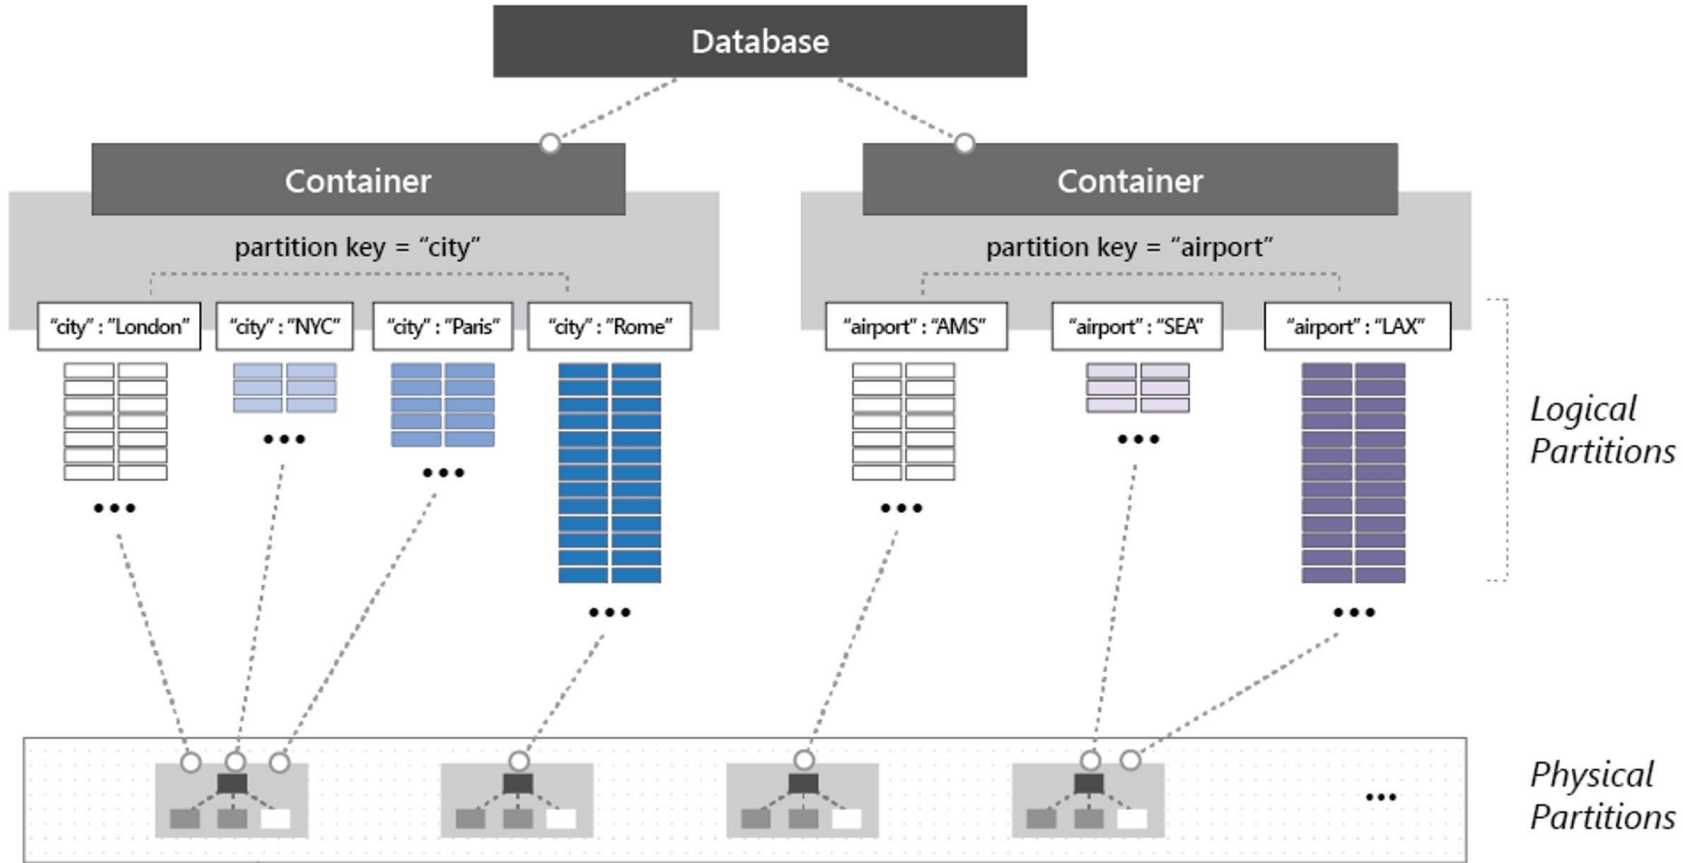 Database
Container
Container
partition key = “city”
partition key = “airport”
“city” : “London”
“city” : “NYC”
“city” : “Paris”
“city” : “Rome”
“airport” : “AMS”
“airport” : “SEA”
“airport” : “LAX”
Logical
Partitions
Physical
Partitions